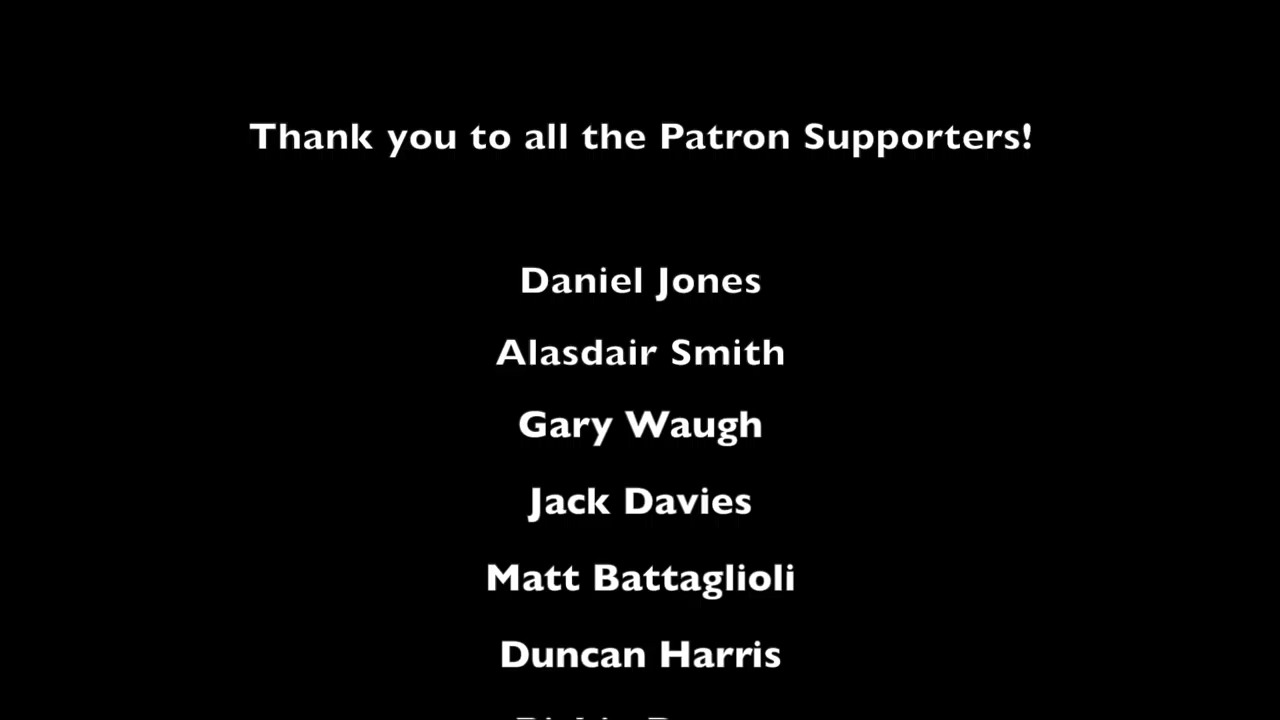 Thank you to all the Patron Supporters!
Daniel Jones
Alasdair Smith
Gary Waugh
Jack Davies
Matt Battaglioli
Duncan Harris